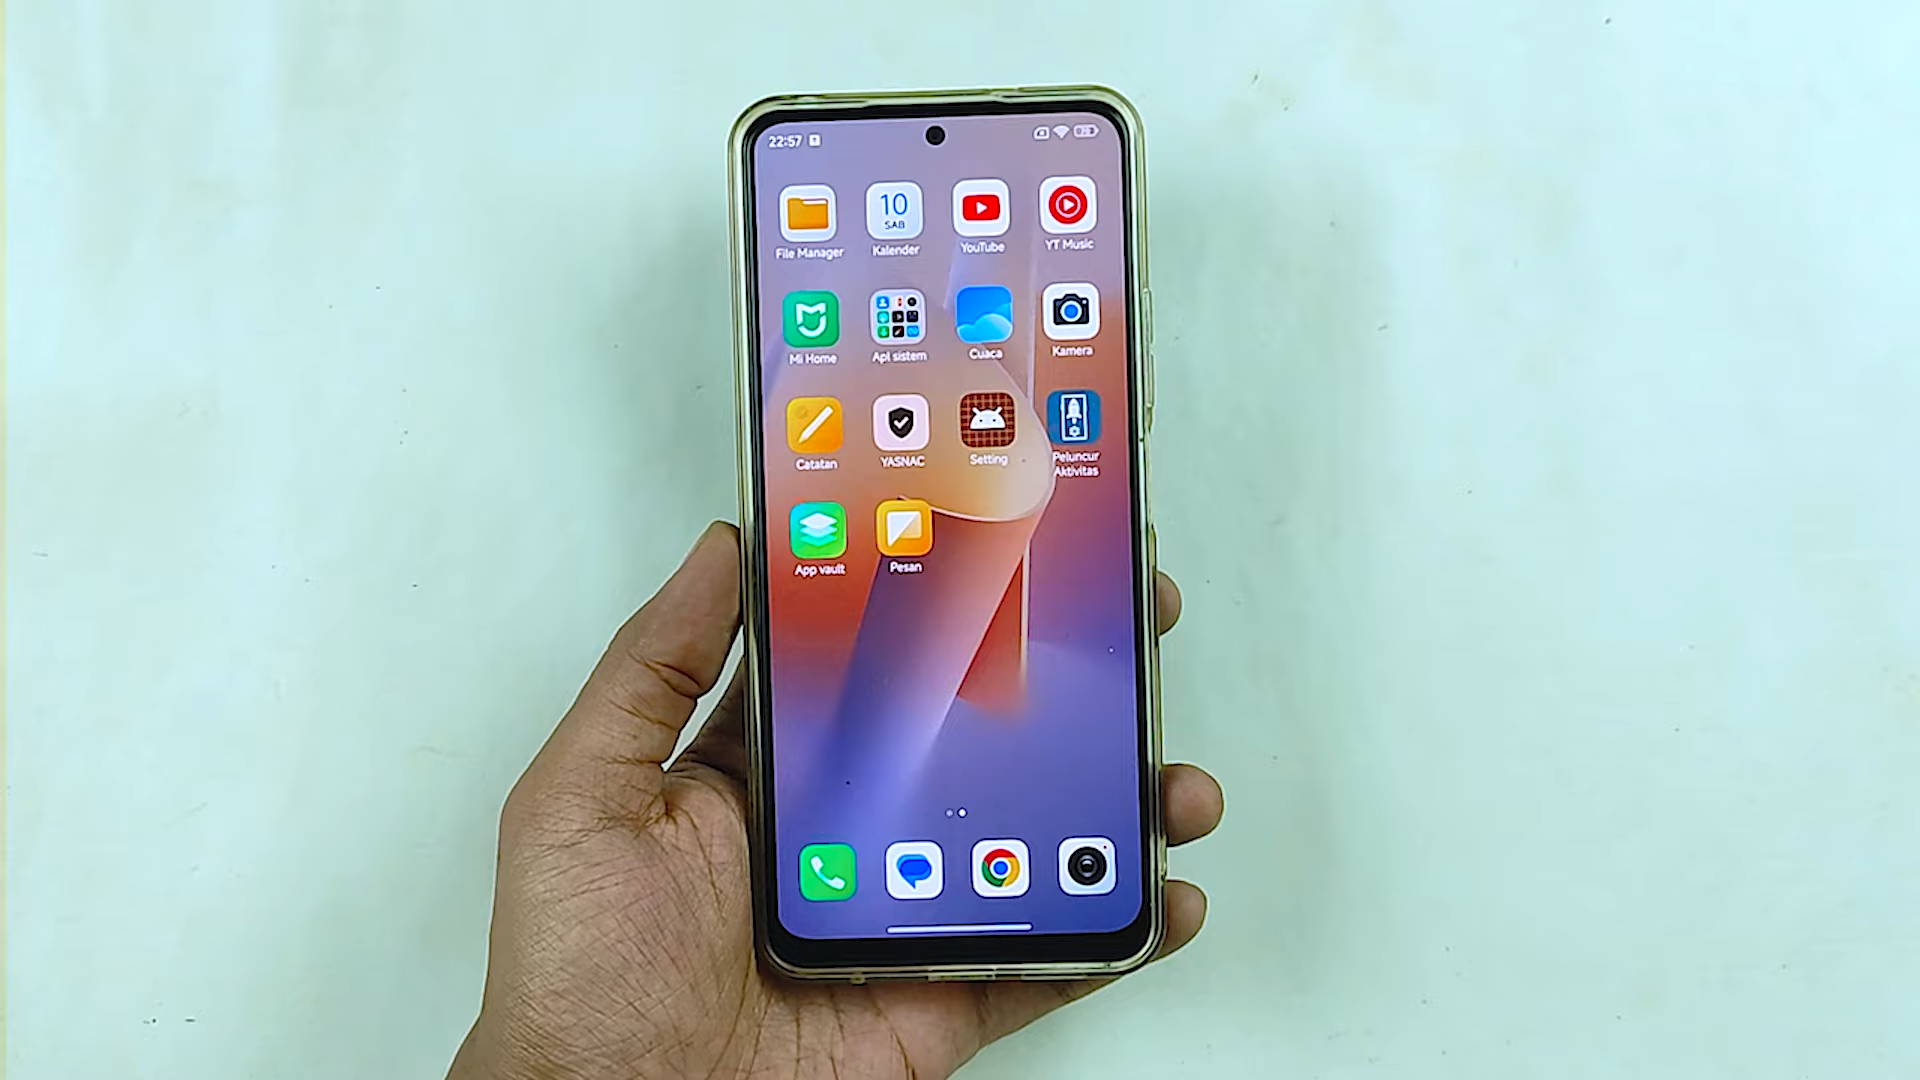 22:57
10
SAB
File Manager
Kalender
YouTube
YT Music
Mi Home
Apl sistem
Cuaca
Kamera
Catatan
YASNAC
Setting
Peluncur
Aktivitas
App vault
Pesan